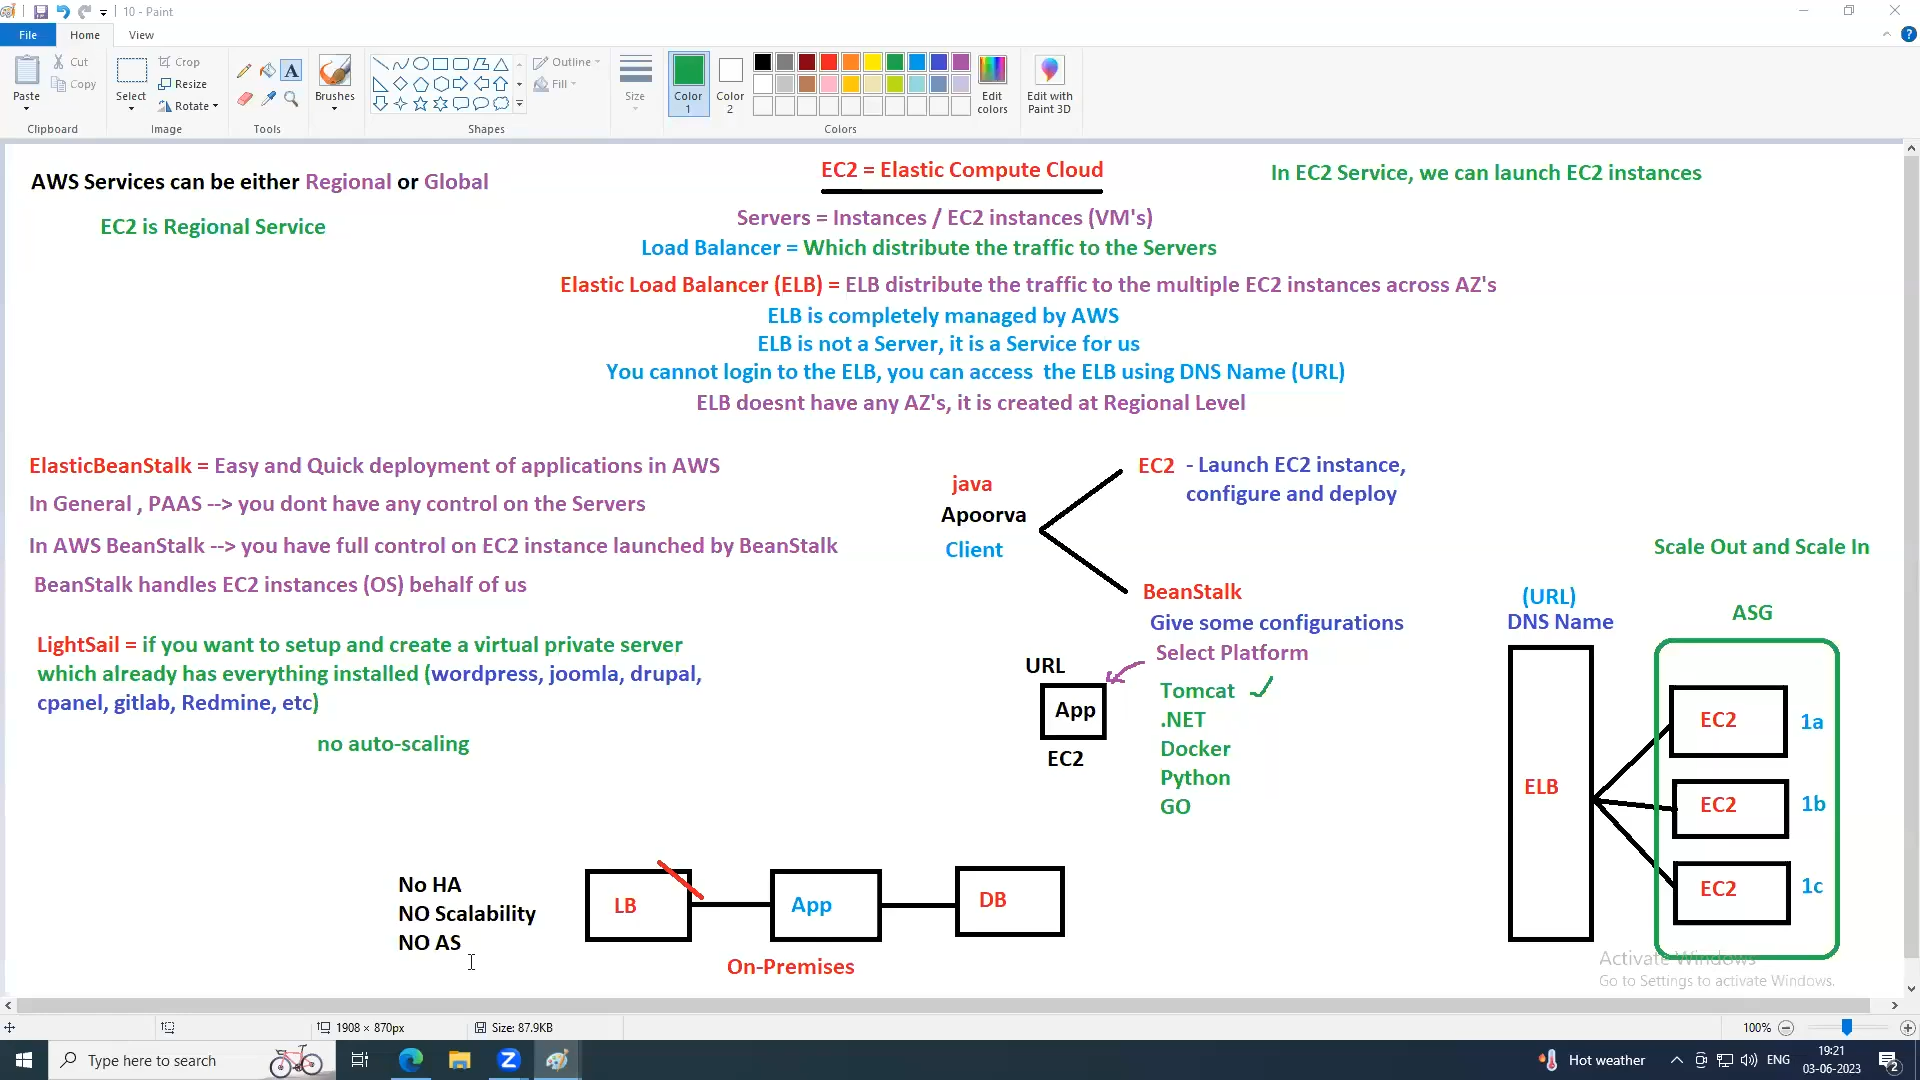 10 - Paint
File
Home
View
Paste
Cut
Copy
Clipboard
Select
Crop
Resize
Rotate
Image
Tools
Brushes
Shapes
Outline
Fill
Size
Color 1
Color 2
Edit colors
Colors
Edit with Paint 3D
AWS Services can be either Regional or Global
EC2 is Regional Service
EC2 = Elastic Compute Cloud
In EC2 Service, we can launch EC2 instances
Servers = Instances / EC2 instances (VM's)
Load Balancer = Which distribute the traffic to the Servers
Elastic Load Balancer (ELB) = ELB distribute the traffic to the multiple EC2 instances across AZ's
ELB is completely managed by AWS
ELB is not a Server, it is a Service for us
You cannot login to the ELB, you can access the ELB using DNS Name (URL)
ELB doesnt have any AZ's, it is created at Regional Level
ElasticBeanStalk = Easy and Quick deployment of applications in AWS
In General , PAAS --> you dont have any control on the Servers
In AWS BeanStalk --> you have full control on EC2 instance launched by BeanStalk
BeanStalk handles EC2 instances (OS) behalf of us
LightSail = if you want to setup and create a virtual private server
which already has everything installed (wordpress, joomla, drupal,
cpanel, gitlab, Redmine, etc)
no auto-scaling
java
Apoorva
Client
EC2 - Launch EC2 instance,
configure and deploy
BeanStalk
Give some configurations
Select Platform
Tomcat
.NET
Docker
Python
GO
URL
App
EC2
Scale Out and Scale In
(URL)
DNS Name
ASG
ELB
EC2 1a
EC2 1b
EC2 1c
No HA
NO Scalability
NO AS
LB
App
DB
On-Premises
Activate Windows
Go to Settings to activate Windows.
1908 × 870px
Size: 87.9KB
100%
Type here to search
Hot weather
ENG
19:21
03-06-2023
2